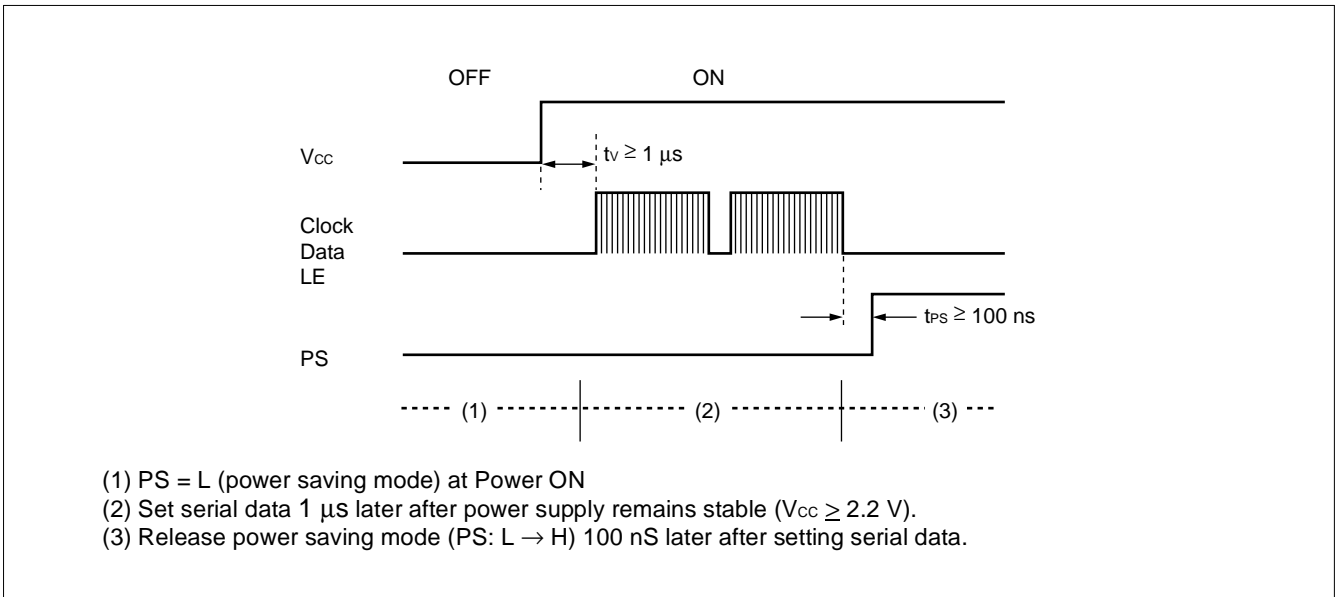 OFF ON
Vcc
tv ≥ 1 μs
Clock
Data
LE
tPS ≥ 100 ns
PS
(1) (2) (3)
(1) PS = L (power saving mode) at Power ON
(2) Set serial data 1 μs later after power supply remains stable (Vcc ≥ 2.2 V).
(3) Release power saving mode (PS: L → H) 100 nS later after setting serial data.